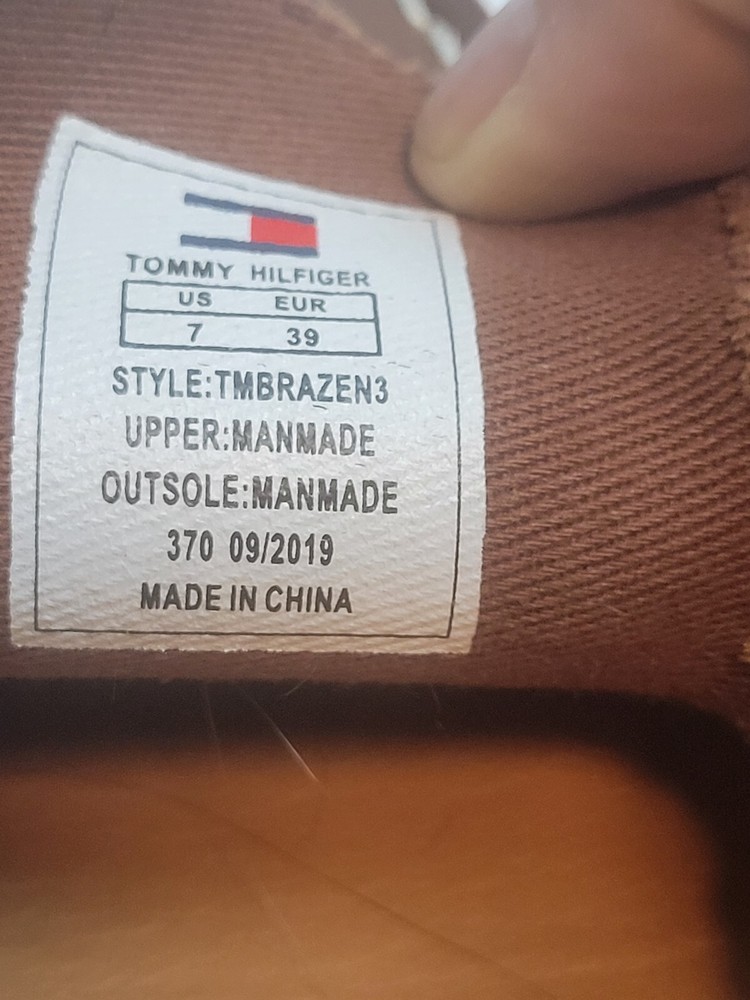 TOMMY HILFIGER
US EUR
7 39
STYLE:TMBRAZEN3
UPPER:MANMADE
OUTSOLE:MANMADE
370 09/2019
MADE IN CHINA